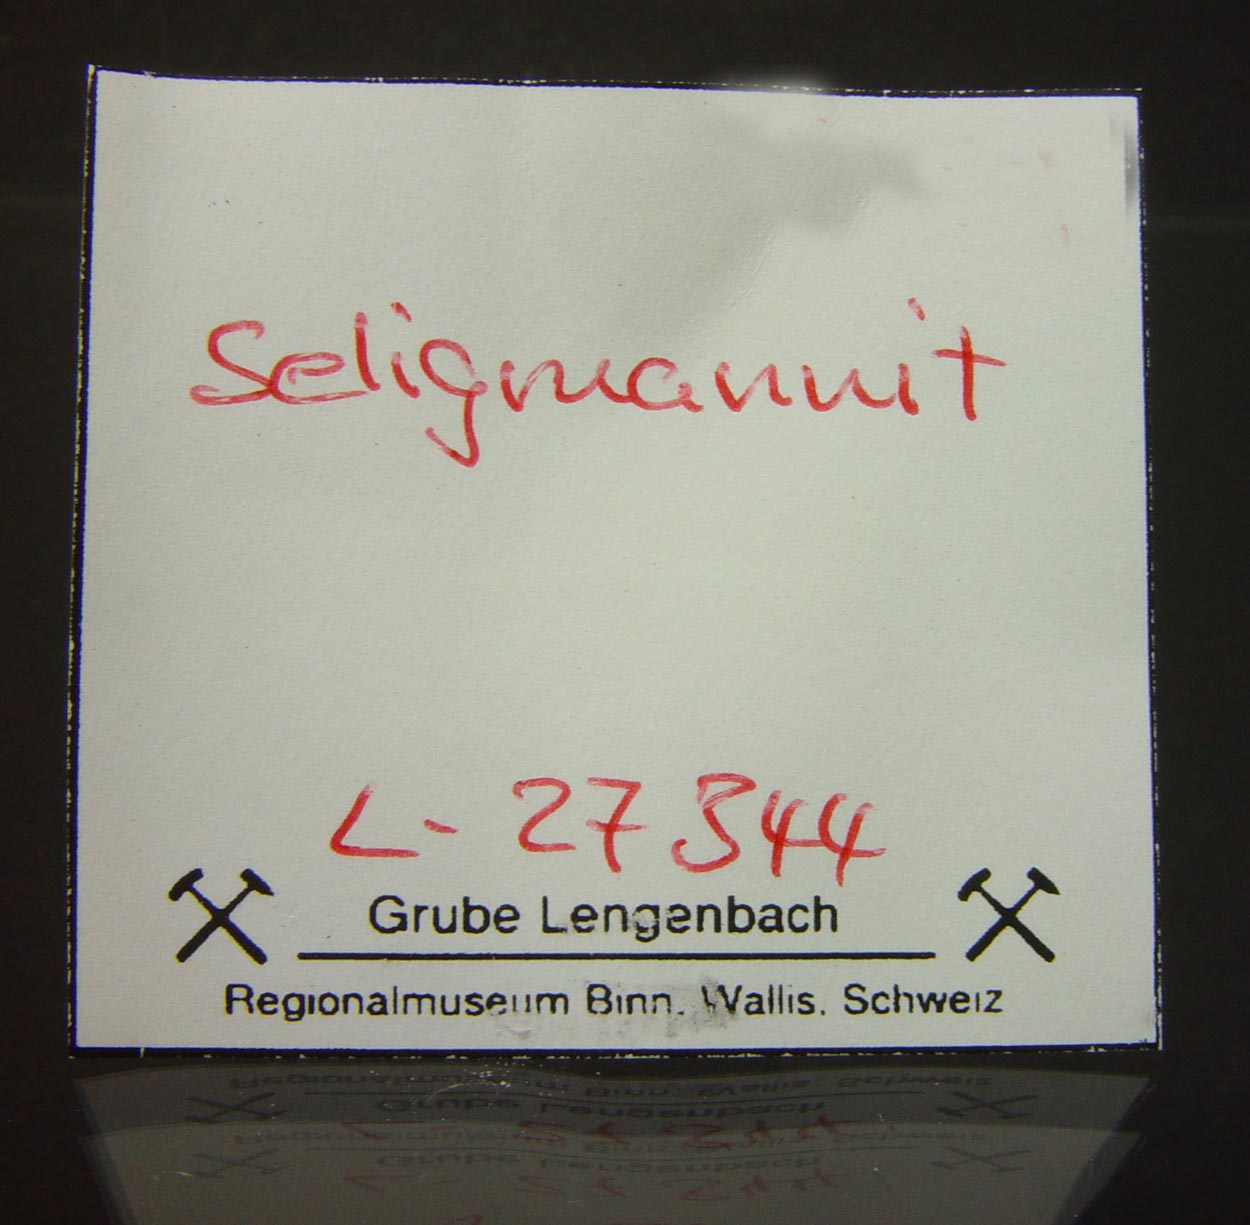 Seligmannit
L-27344
Grube Lengenbach
Regionalmuseum Binn, Wallis, Schweiz